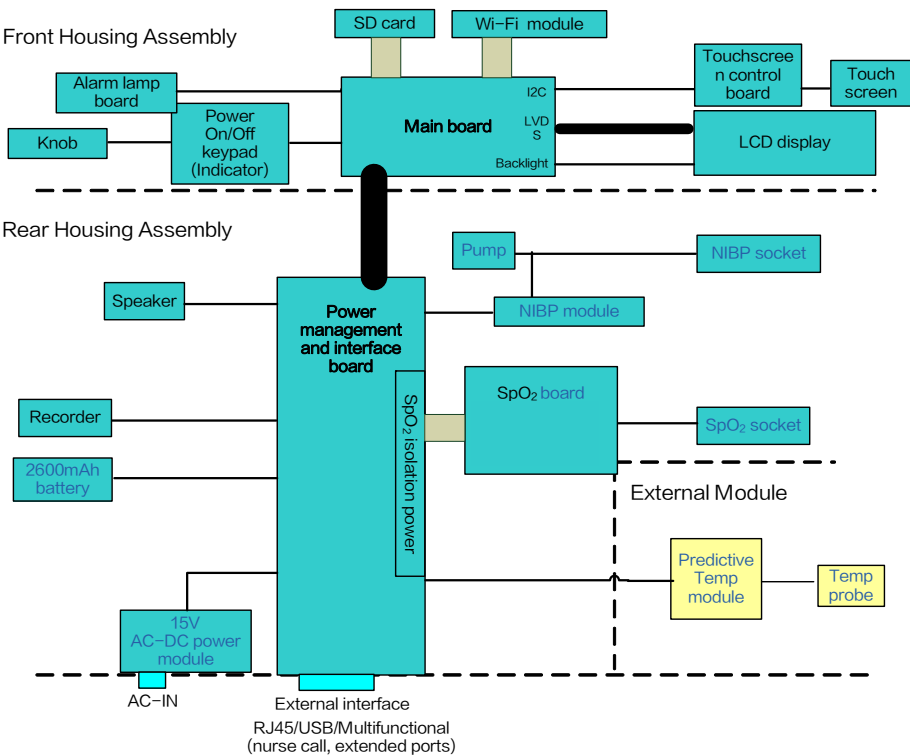 SD card
Wi-Fi module
Front Housing Assembly
Alarm lamp
board
Knob
Power
On/Off
keypad
(Indicator)
Main board
I2C
LVD
S
Backlight
Touchscree
n control
board
Touch
screen
LCD display
Rear Housing Assembly
Pump
NIBP socket
NIBP module
Speaker
Power
management
and interface
board
SpO₂ isolation power
SpO₂ board
SpO₂ socket
Recorder
2600mAh
battery
External Module
Predictive
Temp
module
Temp
probe
15V
AC-DC power
module
AC-IN
External interface
RJ45/USB/Multifunctional
(nurse call, extended ports)